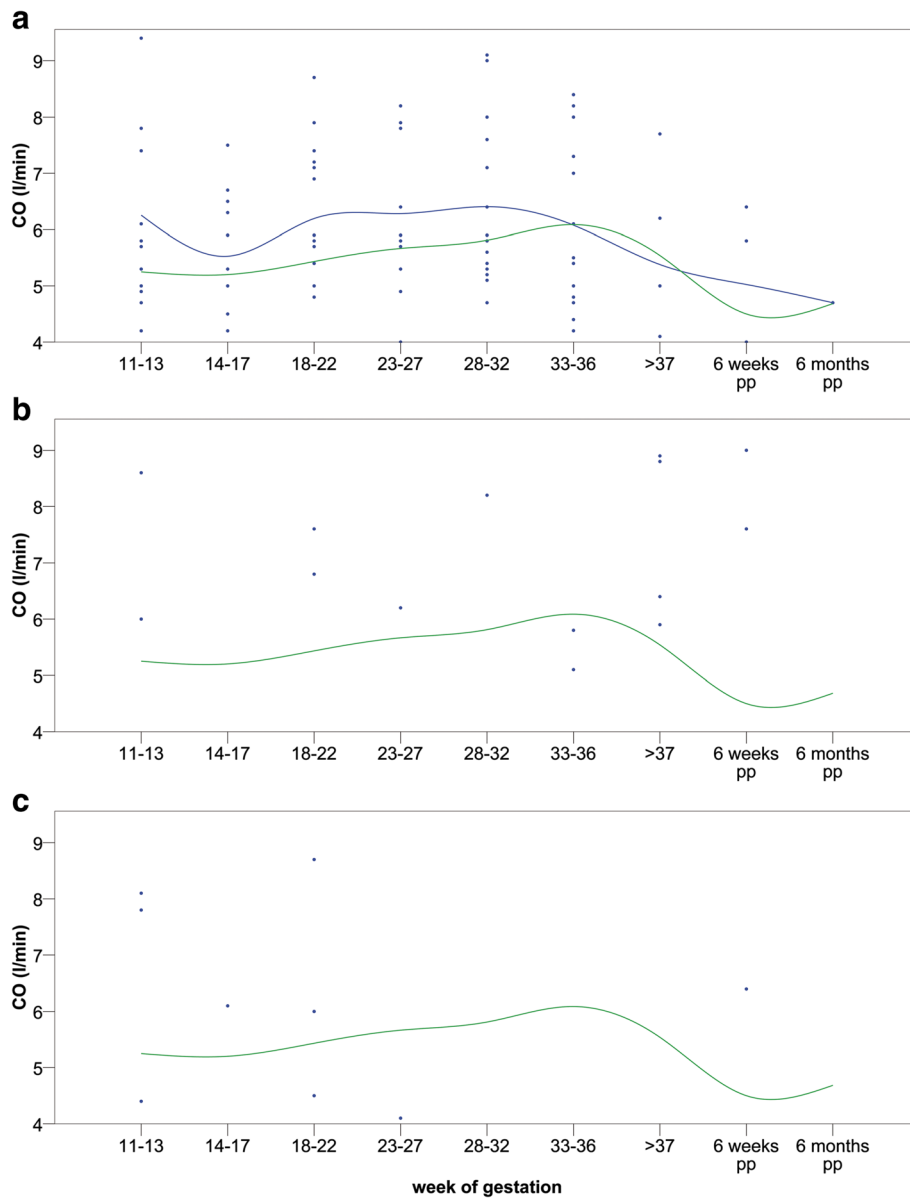 a
CO (l/min)
9
8
7
6
5
4
11-13 14-17 18-22 23-27 28-32 33-36 >37 6 weeks 6 months
pp pp
b
CO (l/min)
9
8
7
6
5
4
11-13 14-17 18-22 23-27 28-32 33-36 >37 6 weeks 6 months
pp pp
c
CO (l/min)
9
8
7
6
5
4
11-13 14-17 18-22 23-27 28-32 33-36 >37 6 weeks 6 months
pp pp
week of gestation